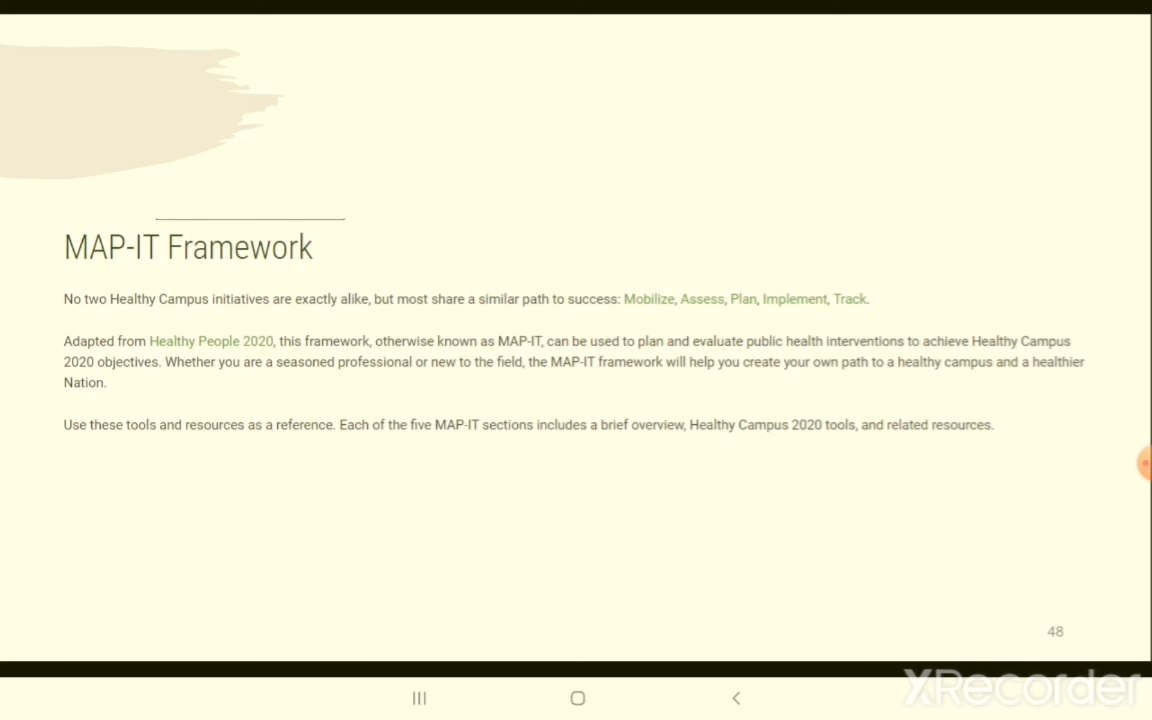 MAP-IT Framework
No two Healthy Campus initiatives are exactly alike, but most share a similar path to success: Mobilize, Assess, Plan, Implement, Track.
Adapted from Healthy People 2020, this framework, otherwise known as MAP-IT, can be used to plan and evaluate public health interventions to achieve Healthy Campus
2020 objectives. Whether you are a seasoned professional or new to the field, the MAP-IT framework will help you create your own path to a healthy campus and a healthier
Nation.
Use these tools and resources as a reference. Each of the five MAP-IT sections includes a brief overview, Healthy Campus 2020 tools, and related resources.
48
XRecorder